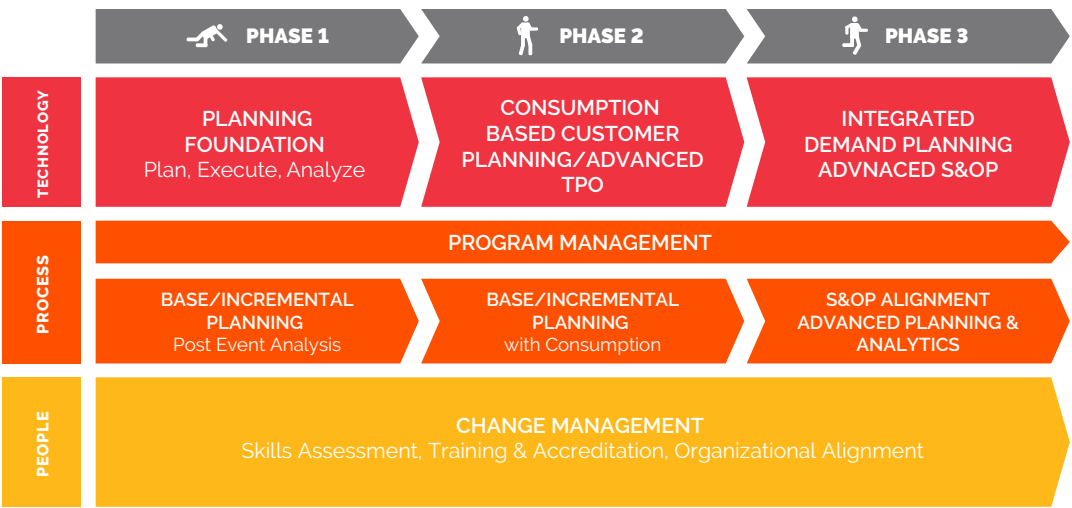 PHASE 1
PHASE 2
PHASE 3
TECHNOLOGY
PLANNING
FOUNDATION
Plan, Execute, Analyze
CONSUMPTION
BASED CUSTOMER
PLANNING/ADVANCED
TPO
INTEGRATED
DEMAND PLANNING
ADVNACED S&OP
PROCESS
PROGRAM MANAGEMENT
BASE/INCREMENTAL
PLANNING
Post Event Analysis
BASE/INCREMENTAL
PLANNING
with Consumption
S&OP ALIGNMENT
ADVANCED PLANNING &
ANALYTICS
PEOPLE
CHANGE MANAGEMENT
Skills Assessment, Training & Accreditation, Organizational Alignment